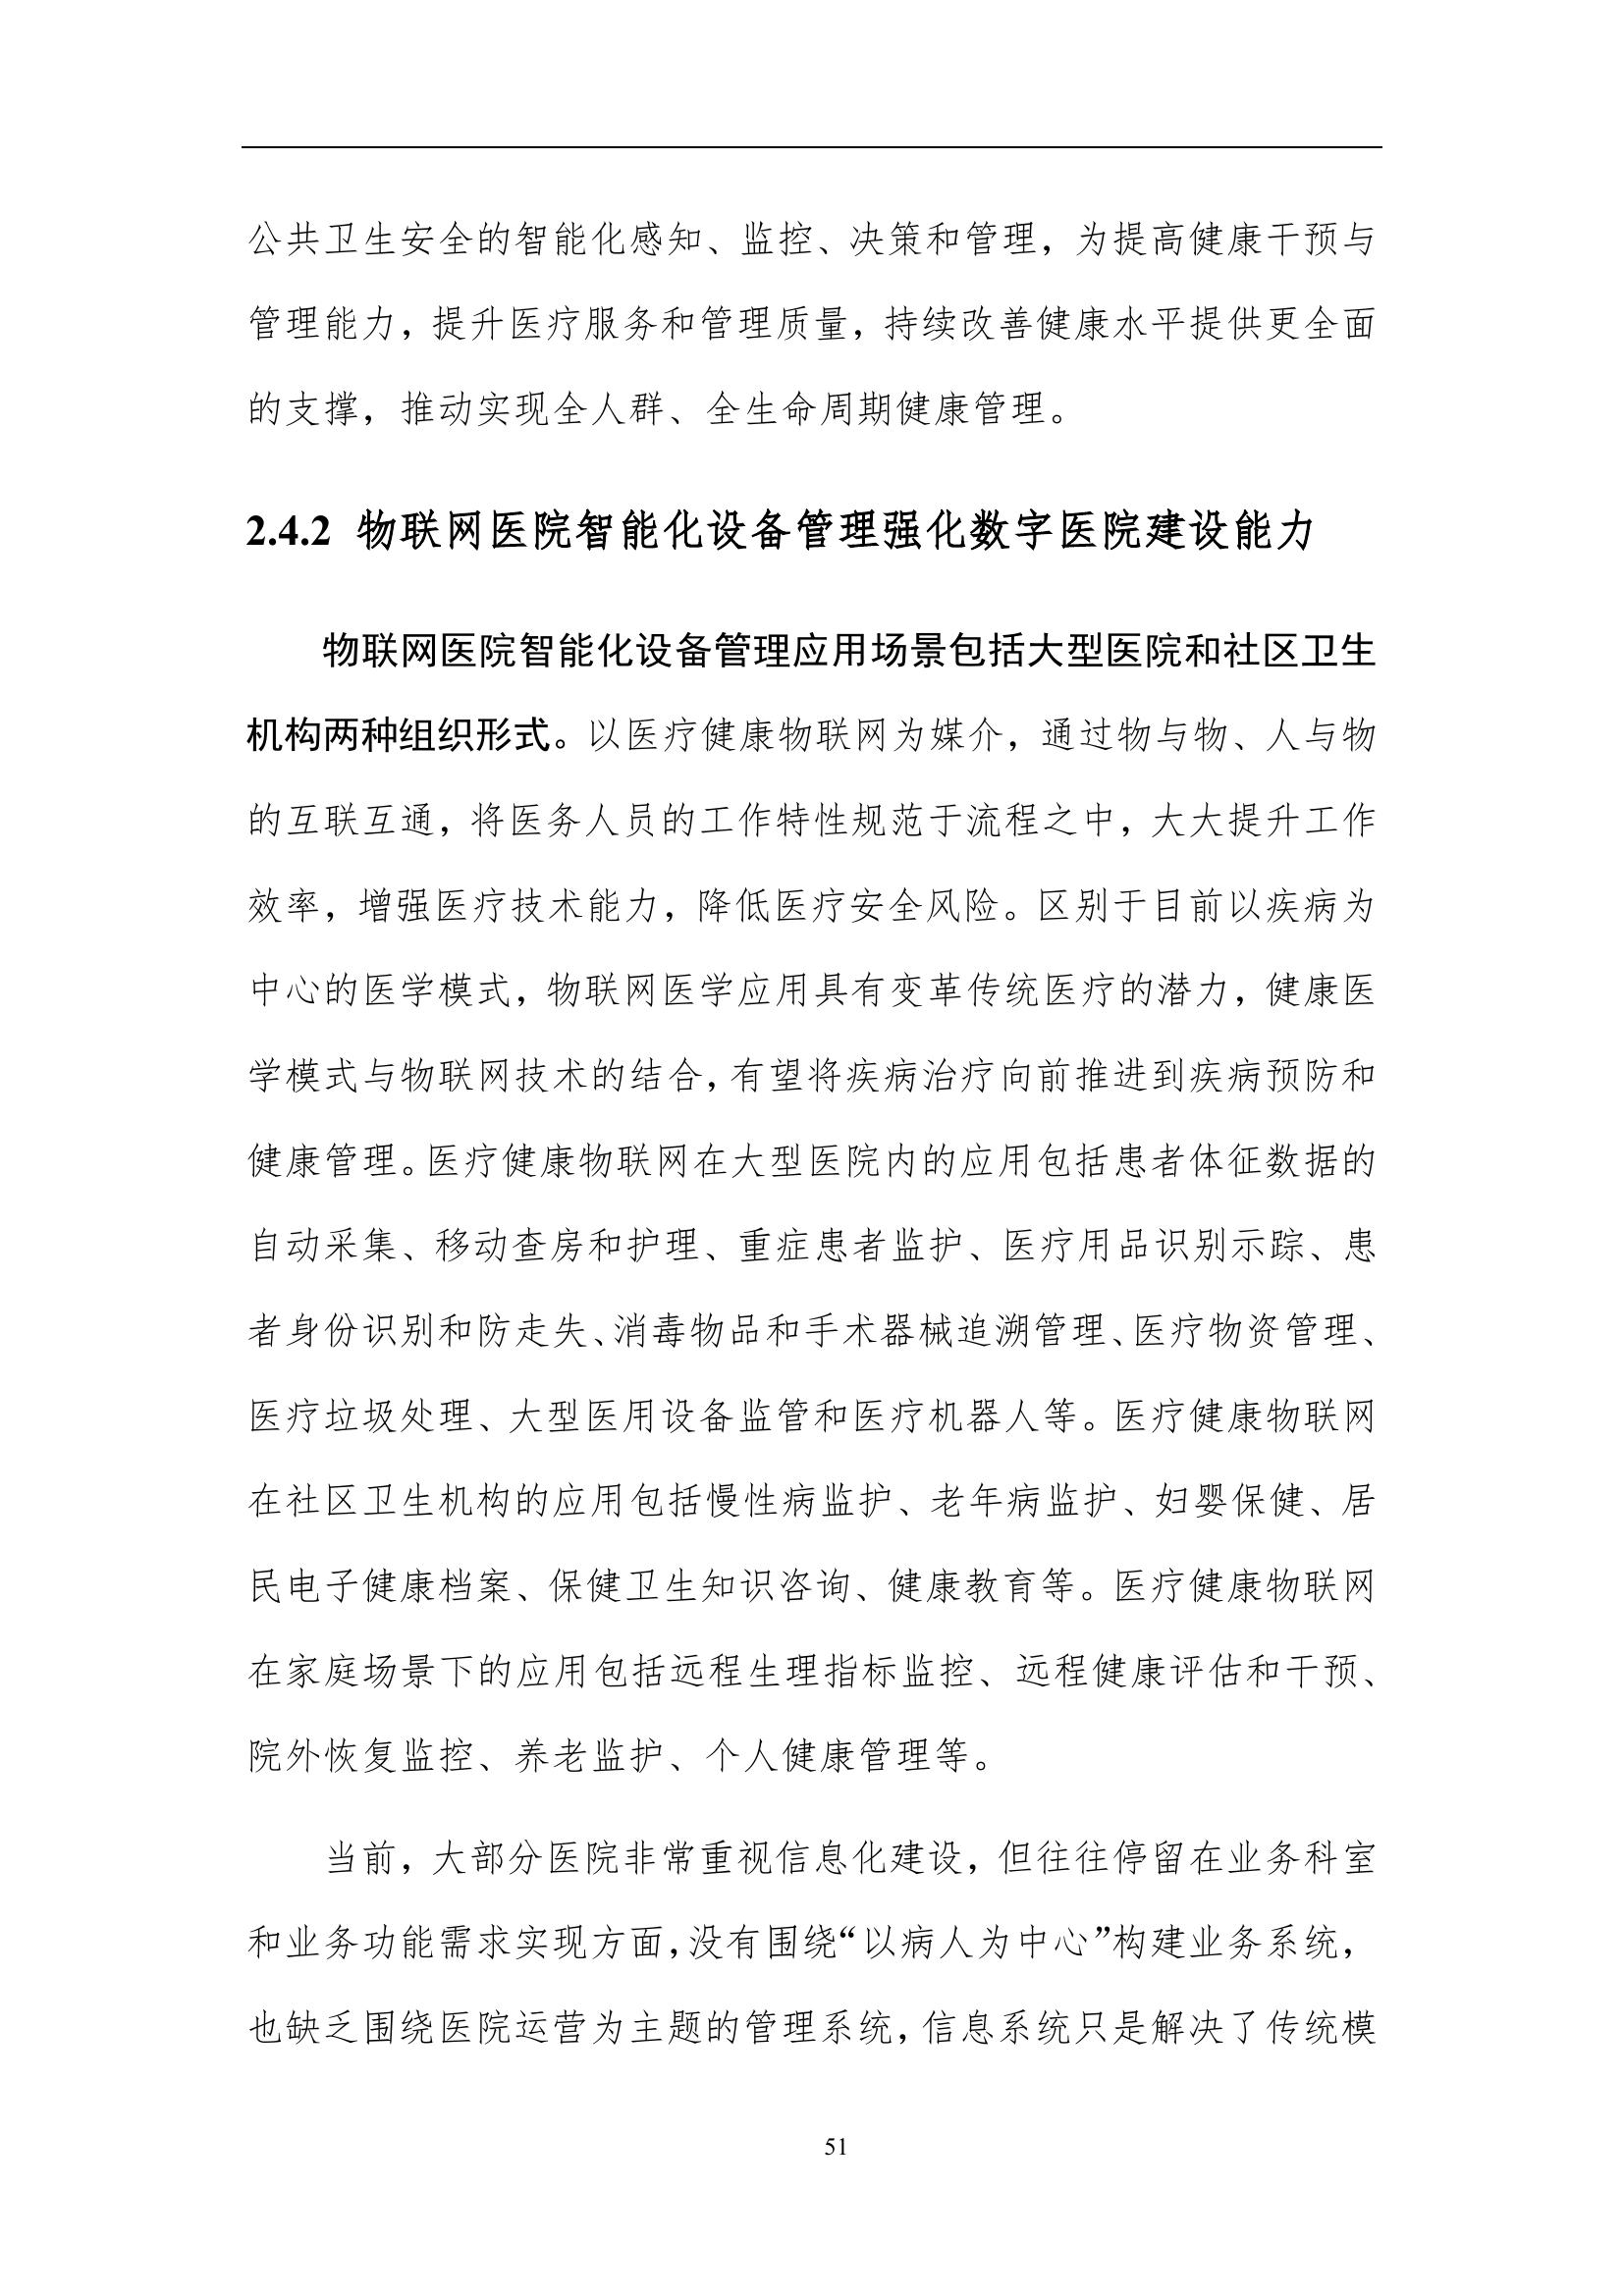 公共卫生安全的智能化感知、监控、决策和管理，为提高健康干预与
管理能力，提升医疗服务和管理质量，持续改善健康水平提供更全面
的支撑，推动实现全人群、全生命周期健康管理。
2.4.2 物联网医院智能化设备管理强化数字医院建设能力
物联网医院智能化设备管理应用场景包括大型医院和社区卫生
机构两种组织形式。以医疗健康物联网为媒介，通过物与物、人与物
的互联互通，将医务人员的工作特性规范于流程之中，大大提升工作
效率，增强医疗技术能力，降低医疗安全风险。区别于目前以疾病为
中心的医学模式，物联网医学应用具有变革传统医疗的潜力，健康医
学模式与物联网技术的结合，有望将疾病治疗向前推进到疾病预防和
健康管理。医疗健康物联网在大型医院内的应用包括患者体征数据的
自动采集、移动查房和护理、重症患者监护、医疗用品识别示踪、患
者身份识别和防走失、消毒物品和手术器械追溯管理、医疗物资管理、
医疗垃圾处理、大型医用设备监管和医疗机器人等。医疗健康物联网
在社区卫生机构的应用包括慢性病监护、老年病监护、妇婴保健、居
民电子健康档案、保健卫生知识咨询、健康教育等。医疗健康物联网
在家庭场景下的应用包括远程生理指标监控、远程健康评估和干预、
院外恢复监控、养老监护、个人健康管理等。
当前，大部分医院非常重视信息化建设，但往往停留在业务科室
和业务功能需求实现方面，没有围绕“以病人为中心”构建业务系统，
也缺乏围绕医院运营为主题的管理系统，信息系统只是解决了传统模
51